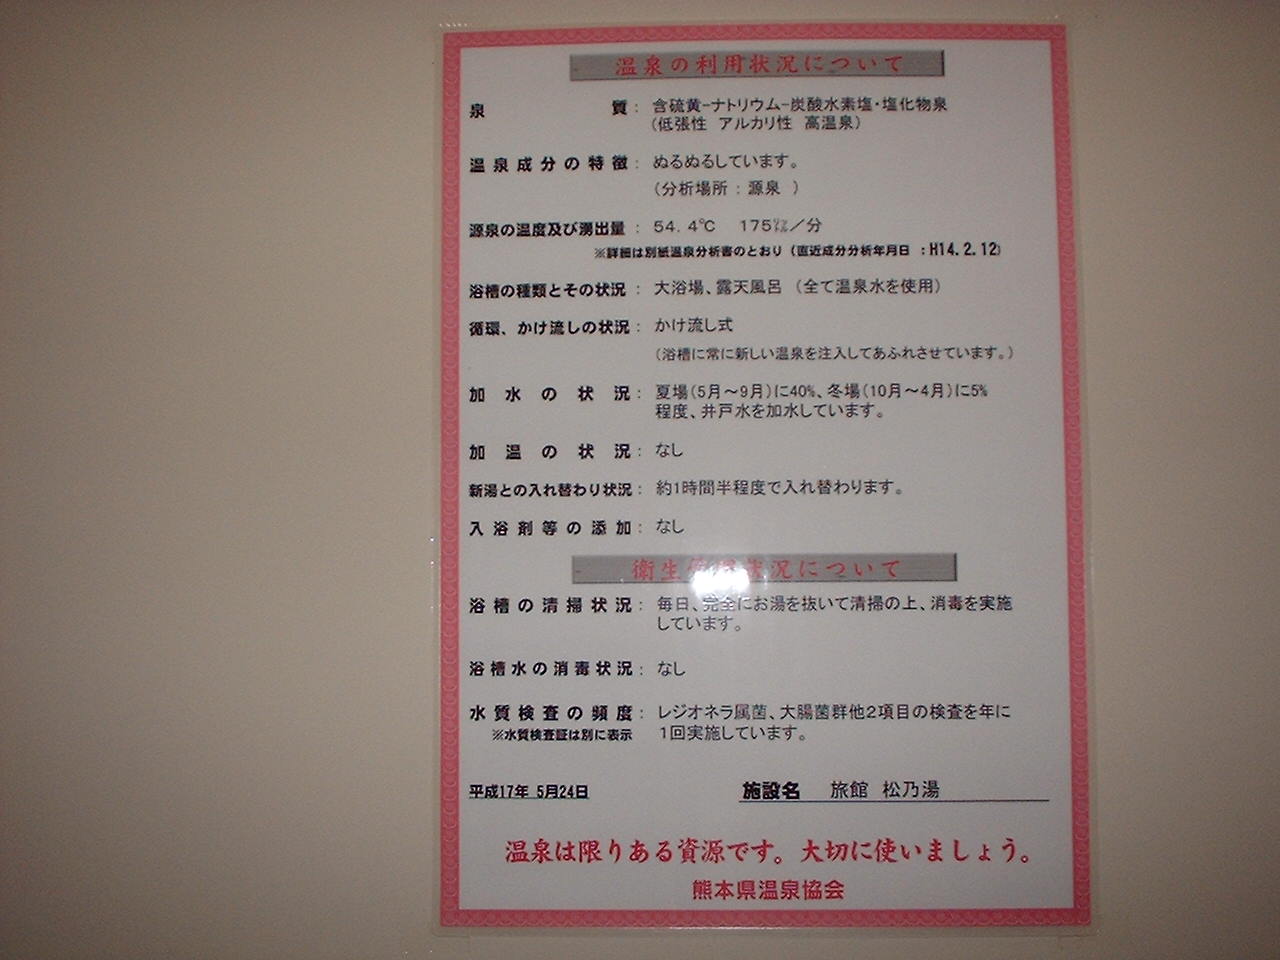 温泉の利用状況について
泉質： 含硫黄-ナトリウム-炭酸水素塩・塩化物泉
（低張性 アルカリ性 高温泉）
温泉成分の特徴： ぬるぬるしています。
（分析場所：源泉 ）
源泉の温度及び湧出量： 54.4℃ 175㍑／分
※詳細は別紙温泉分析書のとおり（直近成分分析年月日 ：H14.2.12）
浴槽の種類とその状況： 大浴場、露天風呂 （全て温泉水を使用）
循環、かけ流しの状況： かけ流し式
（浴槽に常に新しい温泉を注入してあふれさせています。）
加水の状況： 夏場（5月～9月）に40%、冬場（10月～4月）に5%
程度、井戸水を加水しています。
加温の状況： なし
新湯との入れ替わり状況： 約1時間半程度で入れ替わります。
入浴剤等の添加： なし
衛生 状況について
浴槽の清掃状況： 毎日、完全にお湯を抜いて清掃の上、消毒を実施
しています。
浴槽水の消毒状況： なし
水質検査の頻度： レジオネラ属菌、大腸菌群他２項目の検査を年に
※水質検査証は別に表示 １回実施しています。
平成17年 5月24日 施設名 旅館 松乃湯
温泉は限りある資源です。大切に使いましょう。
熊本県温泉協会